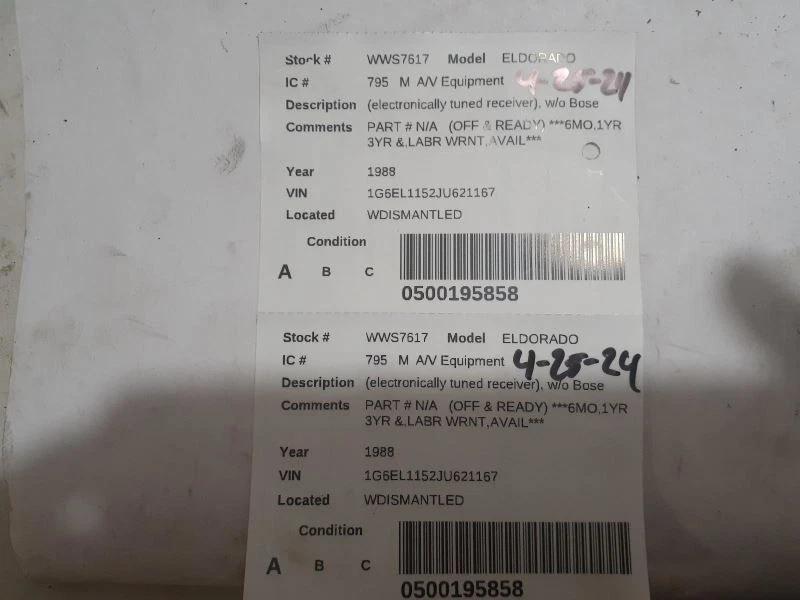 Stock # WWS7617 Model ELDORADO
IC # 795 M A/V Equipment 4-25-24
Description (electronically tuned receiver), w/o Bose
Comments PART # N/A (OFF & READY) ***6MO,1YR
3YR &,LABR WRNT,AVAIL***
Year 1988
VIN 1G6EL1152JU621167
Located WDISMANTLED
Condition
A B C
0500195858
Stock # WWS7617 Model ELDORADO
IC # 795 M A/V Equipment 4-25-24
Description (electronically tuned receiver), w/o Bose
Comments PART # N/A (OFF & READY) ***6MO,1YR
3YR &,LABR WRNT,AVAIL***
Year 1988
VIN 1G6EL1152JU621167
Located WDISMANTLED
Condition
A B C
0500195858